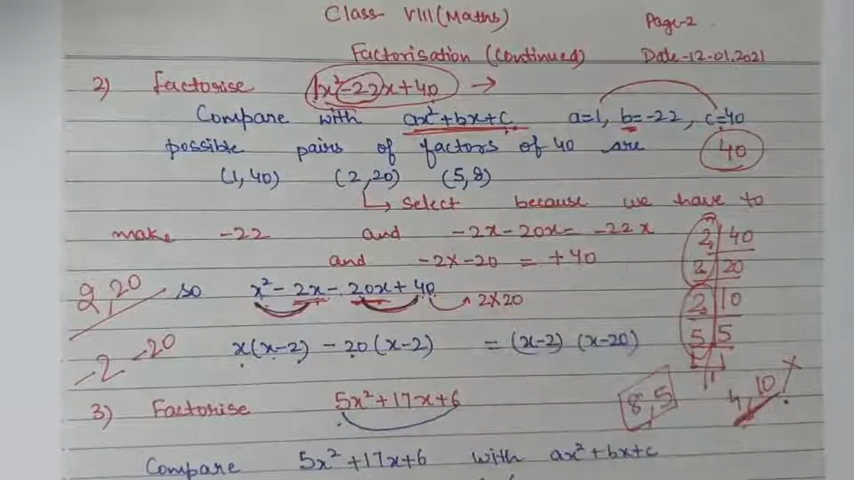 Class VIII (Maths)
Page-2
Factorisation (Continued)
Date-12.01.2021
2) Factorise x²-22x+40 →
Compare with ax²+bx+c a=1, b=-22, c=40
possible pairs of factors of 40 are 40
(1,40) (2,20) (5,8)
↳ select because we have to
make -22 and -2x-20x= -22x
and -2x-20 = +40
2 40
2 20
2 10
5 5
1
2,20 so x²-2x-20x+40 → 2x20
-2 -20 x(x-2) -20(x-2) = (x-2) (x-20)
8,5 4,10 x
3) Factorise 5x²+17x+6
Compare 5x²+17x+6 with ax²+bx+c